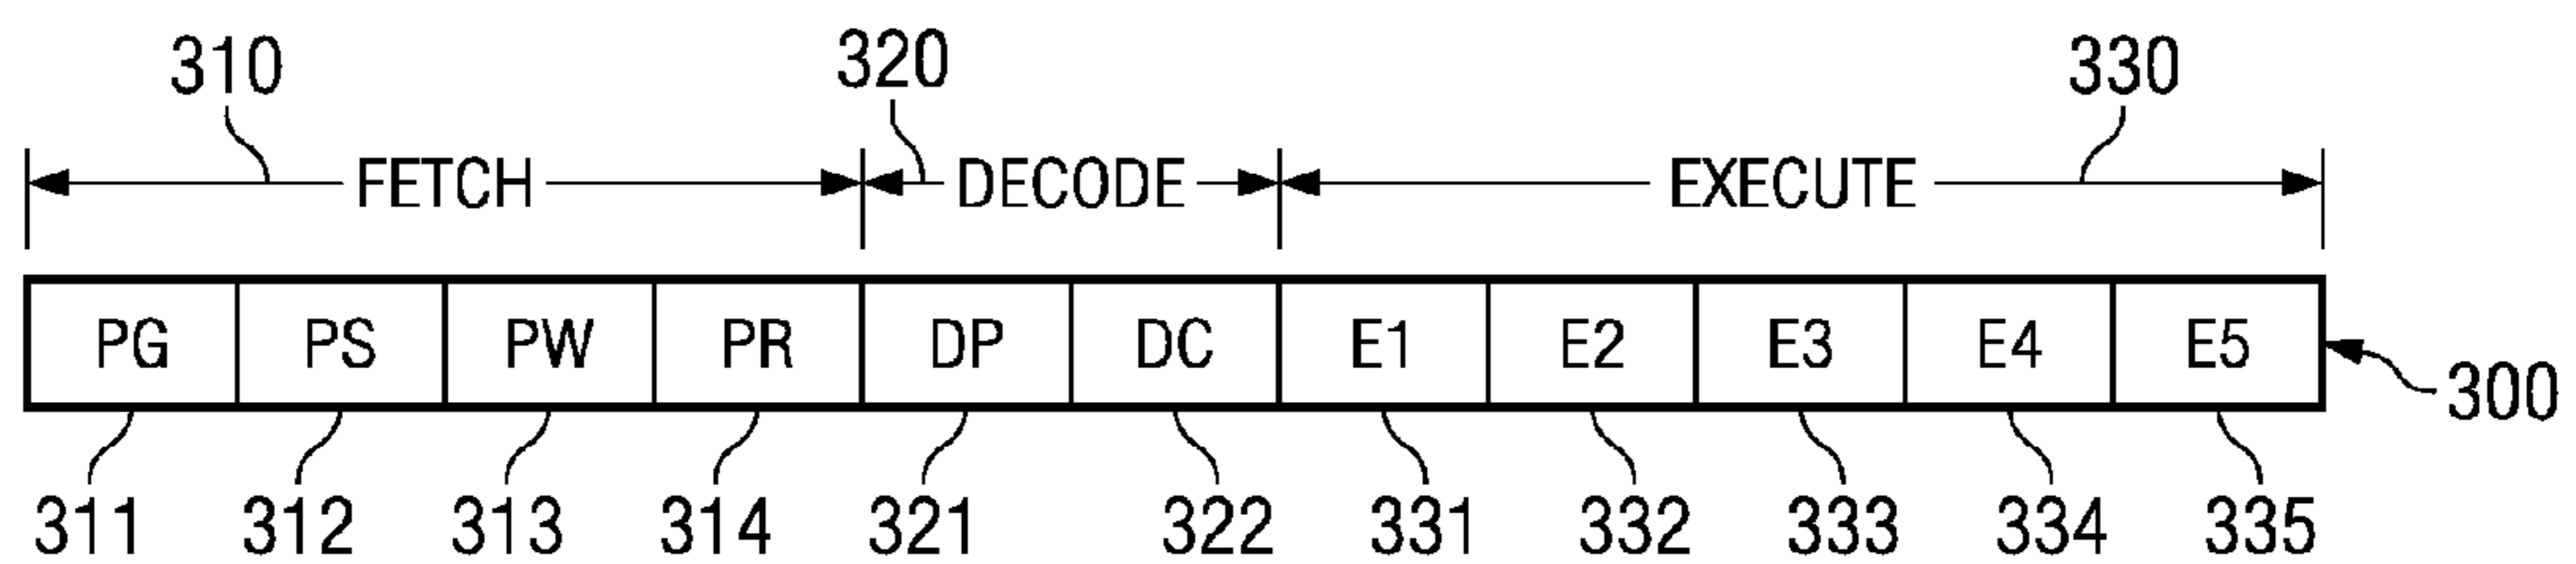 310 320 330
FETCH DECODE EXECUTE
PG PS PW PR DP DC E1 E2 E3 E4 E5
300
311 312 313 314 321 322 331 332 333 334 335